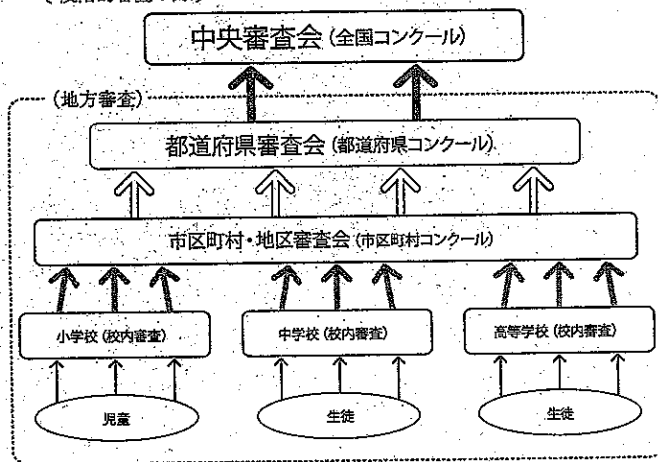 中央審査会(全国コンクール)
(地方審査)
都道府県審査会(都道府県コンクール)
市区町村・地区審査会(市区町村コンクール)
小学校(校内審査) 中学校(校内審査) 高等学校(校内審査)
児童 生徒 生徒